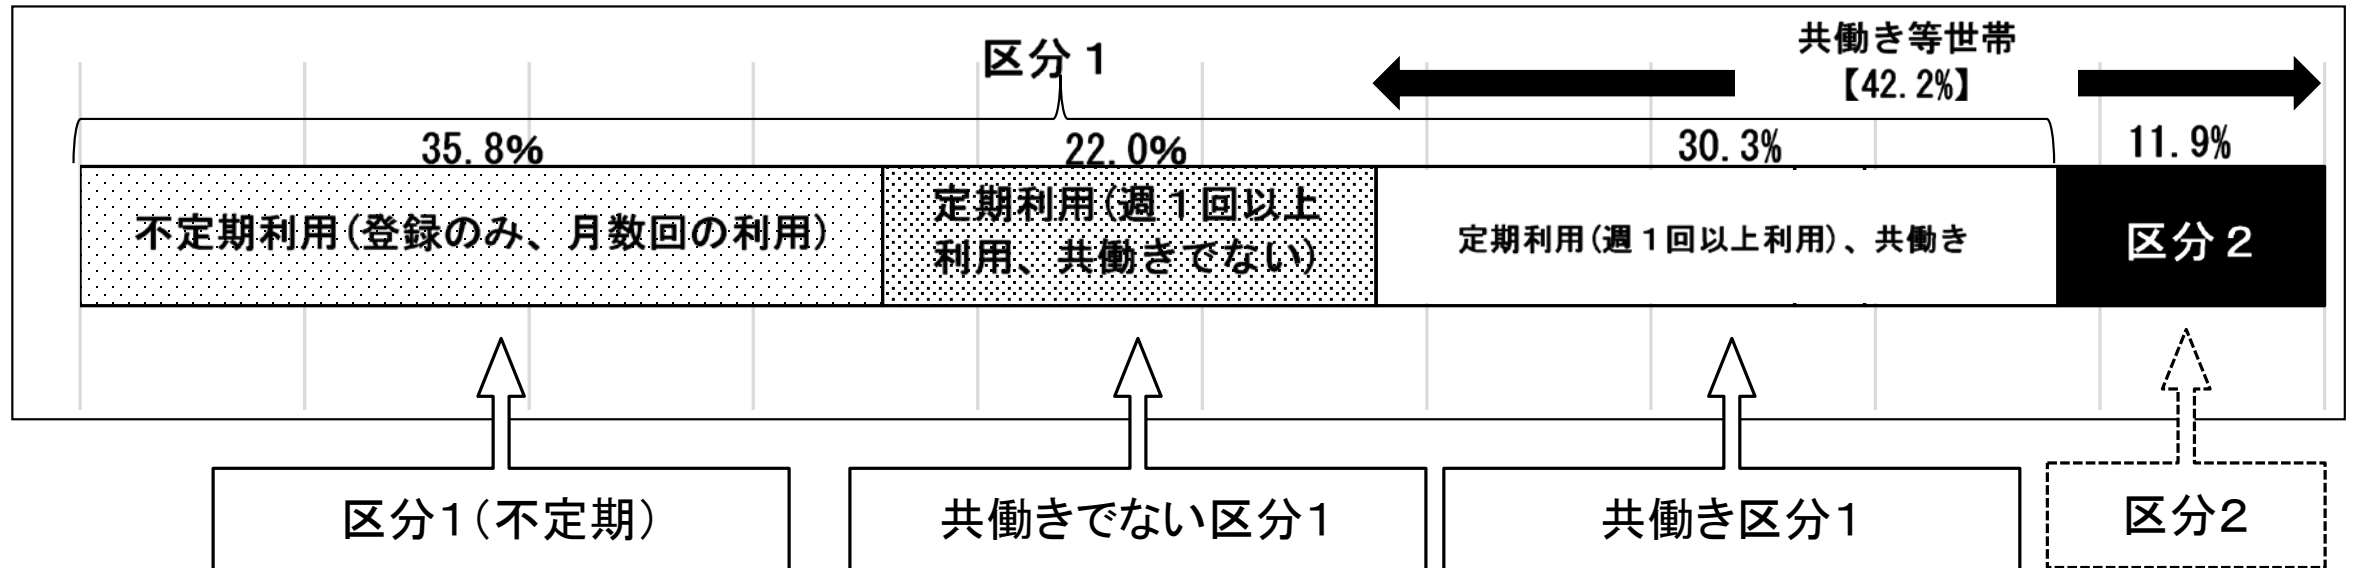 区分１
共働き等世帯
【42.2%】
35.8%
22.0%
30.3%
11.9%
不定期利用(登録のみ、月数回の利用)
定期利用(週１回以上
利用、共働きでない)
定期利用(週１回以上利用)、共働き
区分２
区分１(不定期)
共働きでない区分１
共働き区分１
区分２